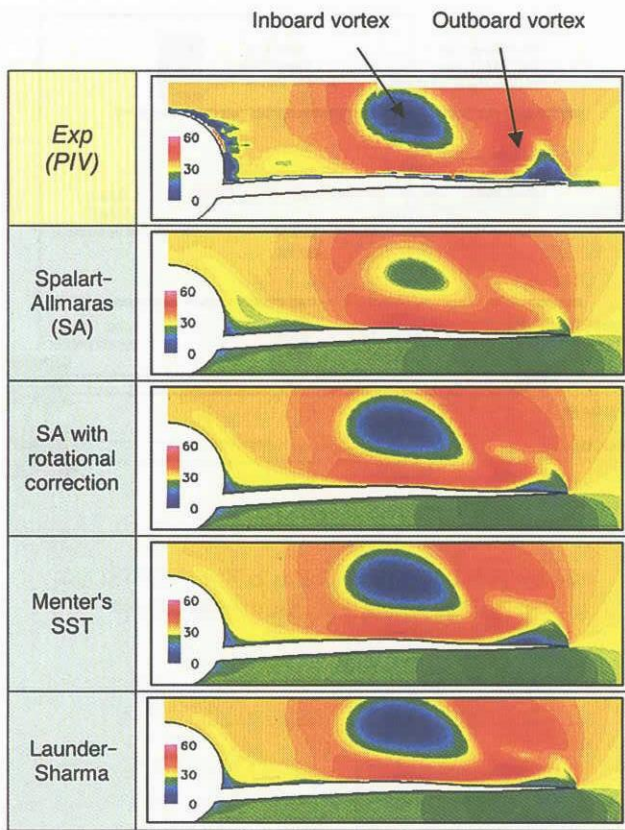 Inboard vortex Outboard vortex
Exp
(PIV)
60
30
0
Spalart-
Allmaras
(SA)
60
30
0
SA with
rotational
correction
60
30
0
Menter's
SST
60
30
0
Launder-
Sharma
60
30
0